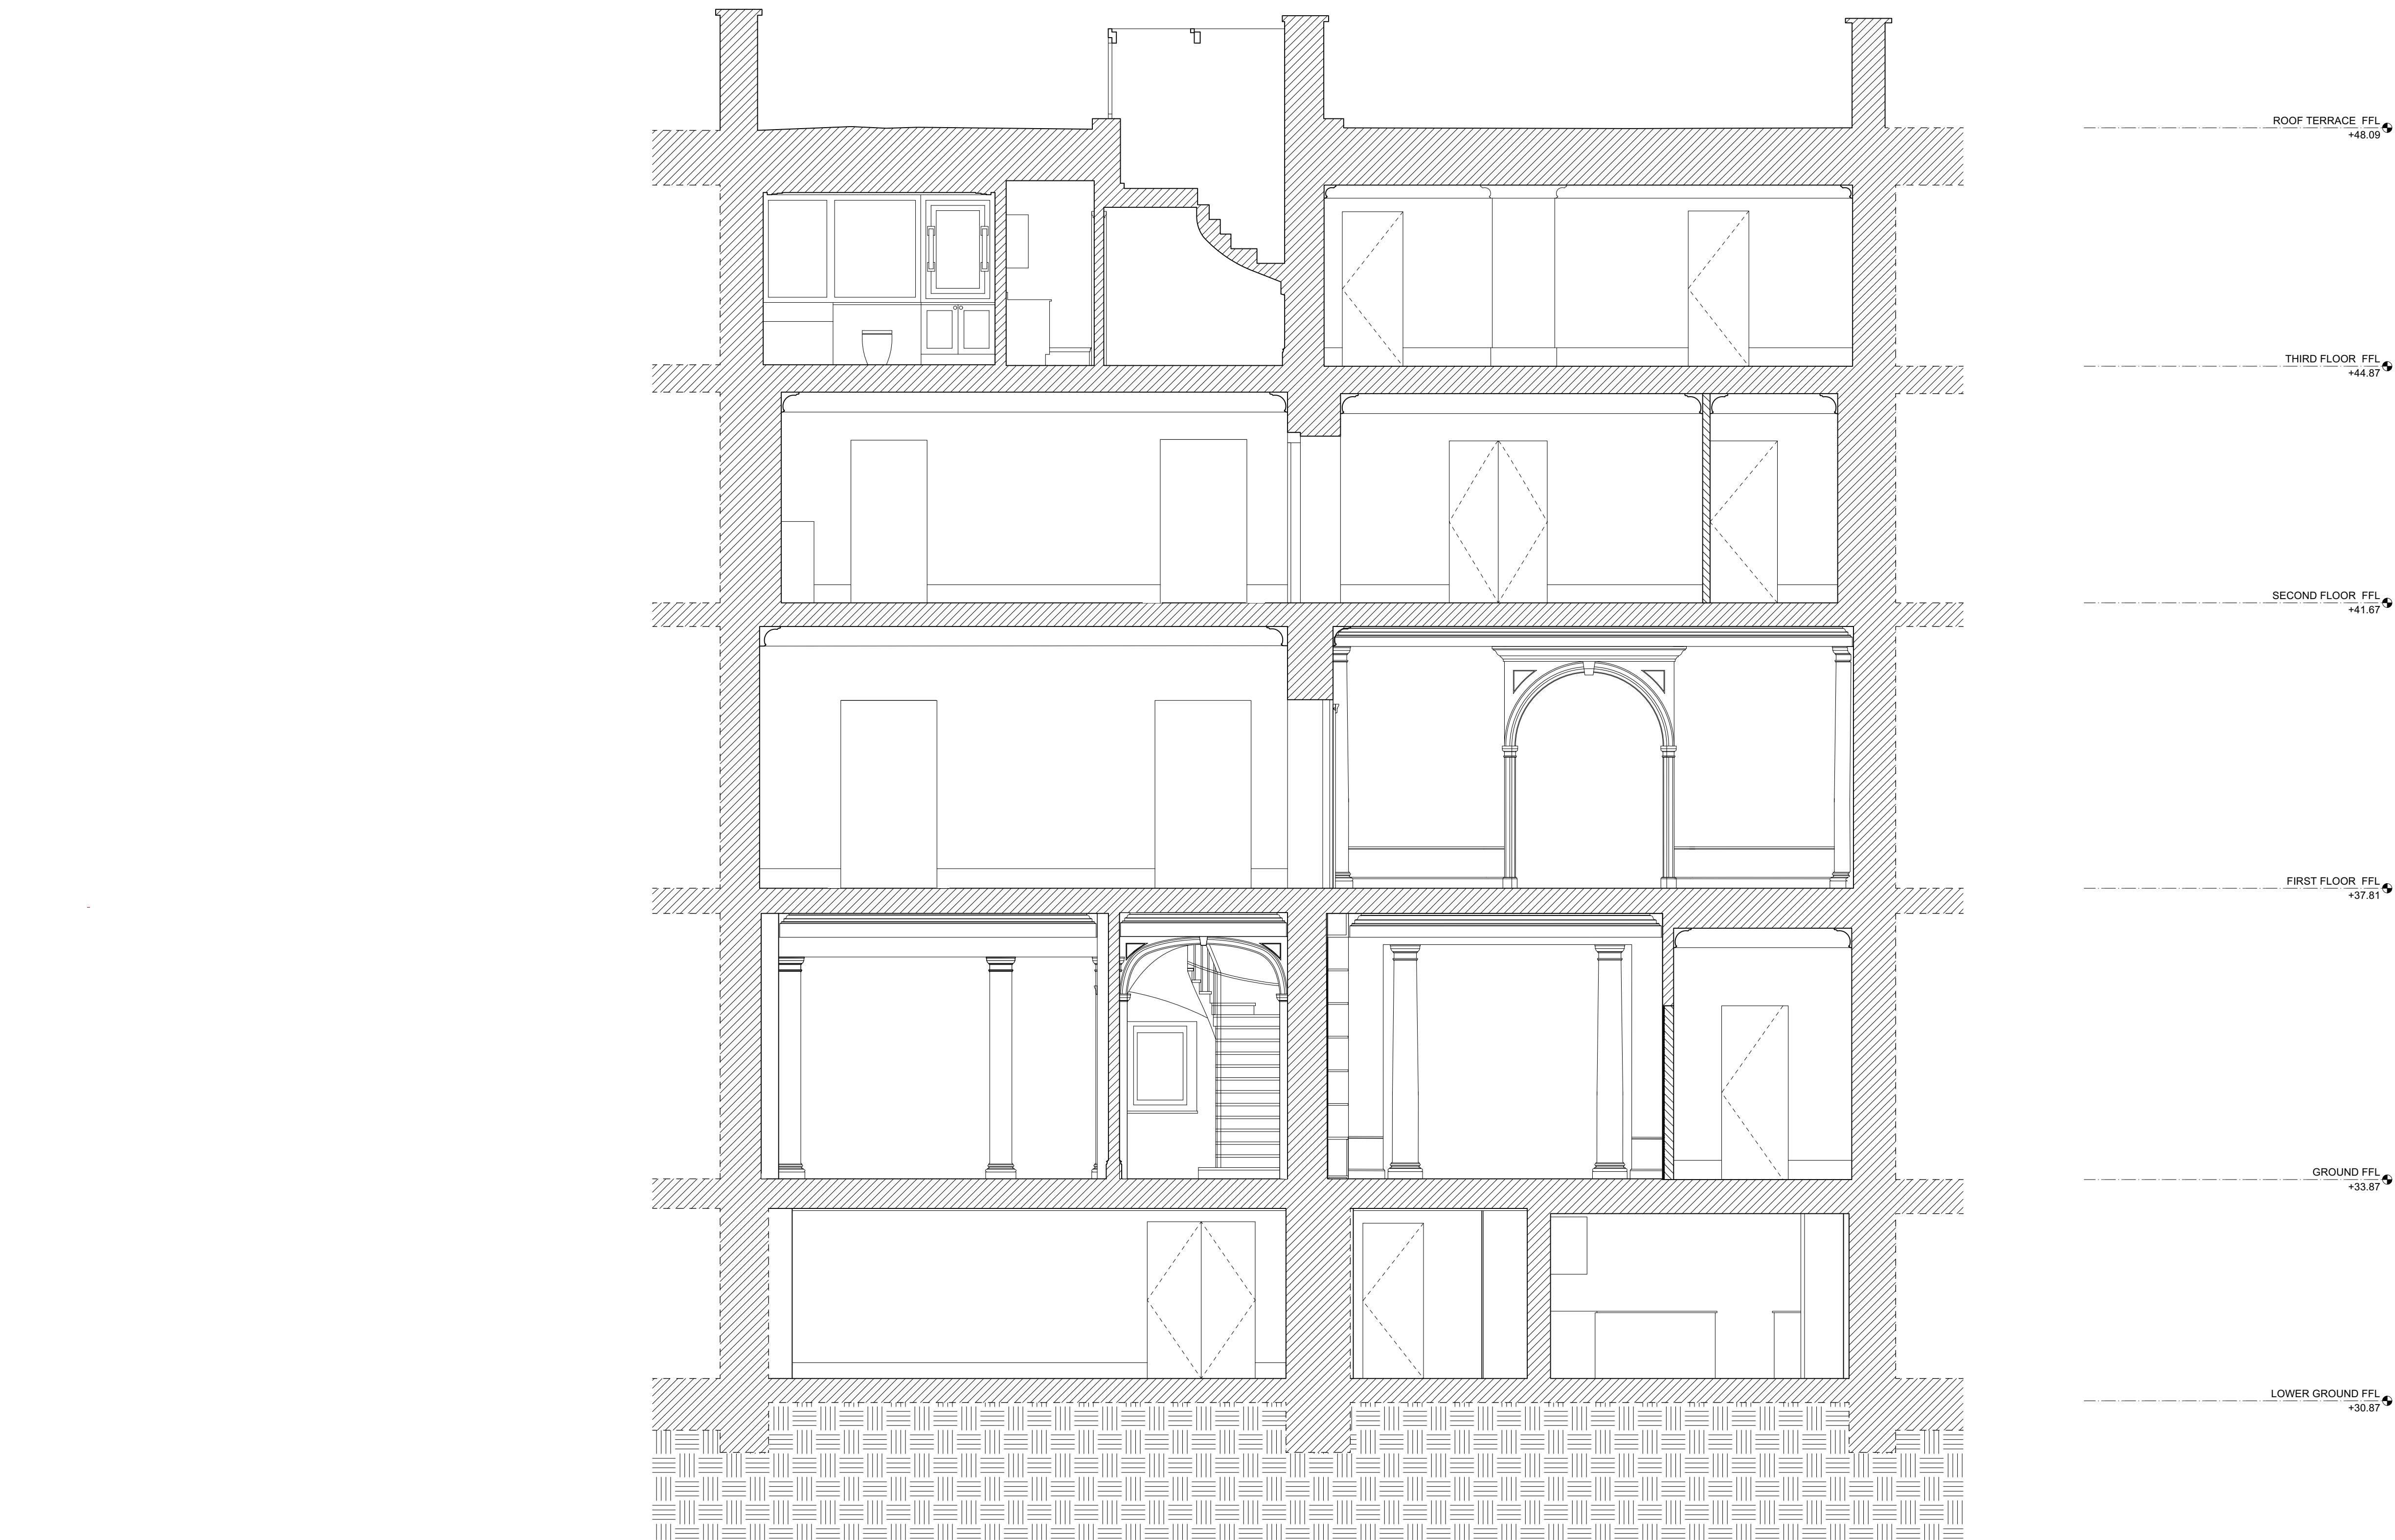 ROOF TERRACE  FFL
+48.09
THIRD FLOOR  FFL
+44.87
SECOND FLOOR  FFL
+41.67
FIRST FLOOR  FFL
+37.81
GROUND FFL
+33.87
LOWER GROUND FFL
+30.87